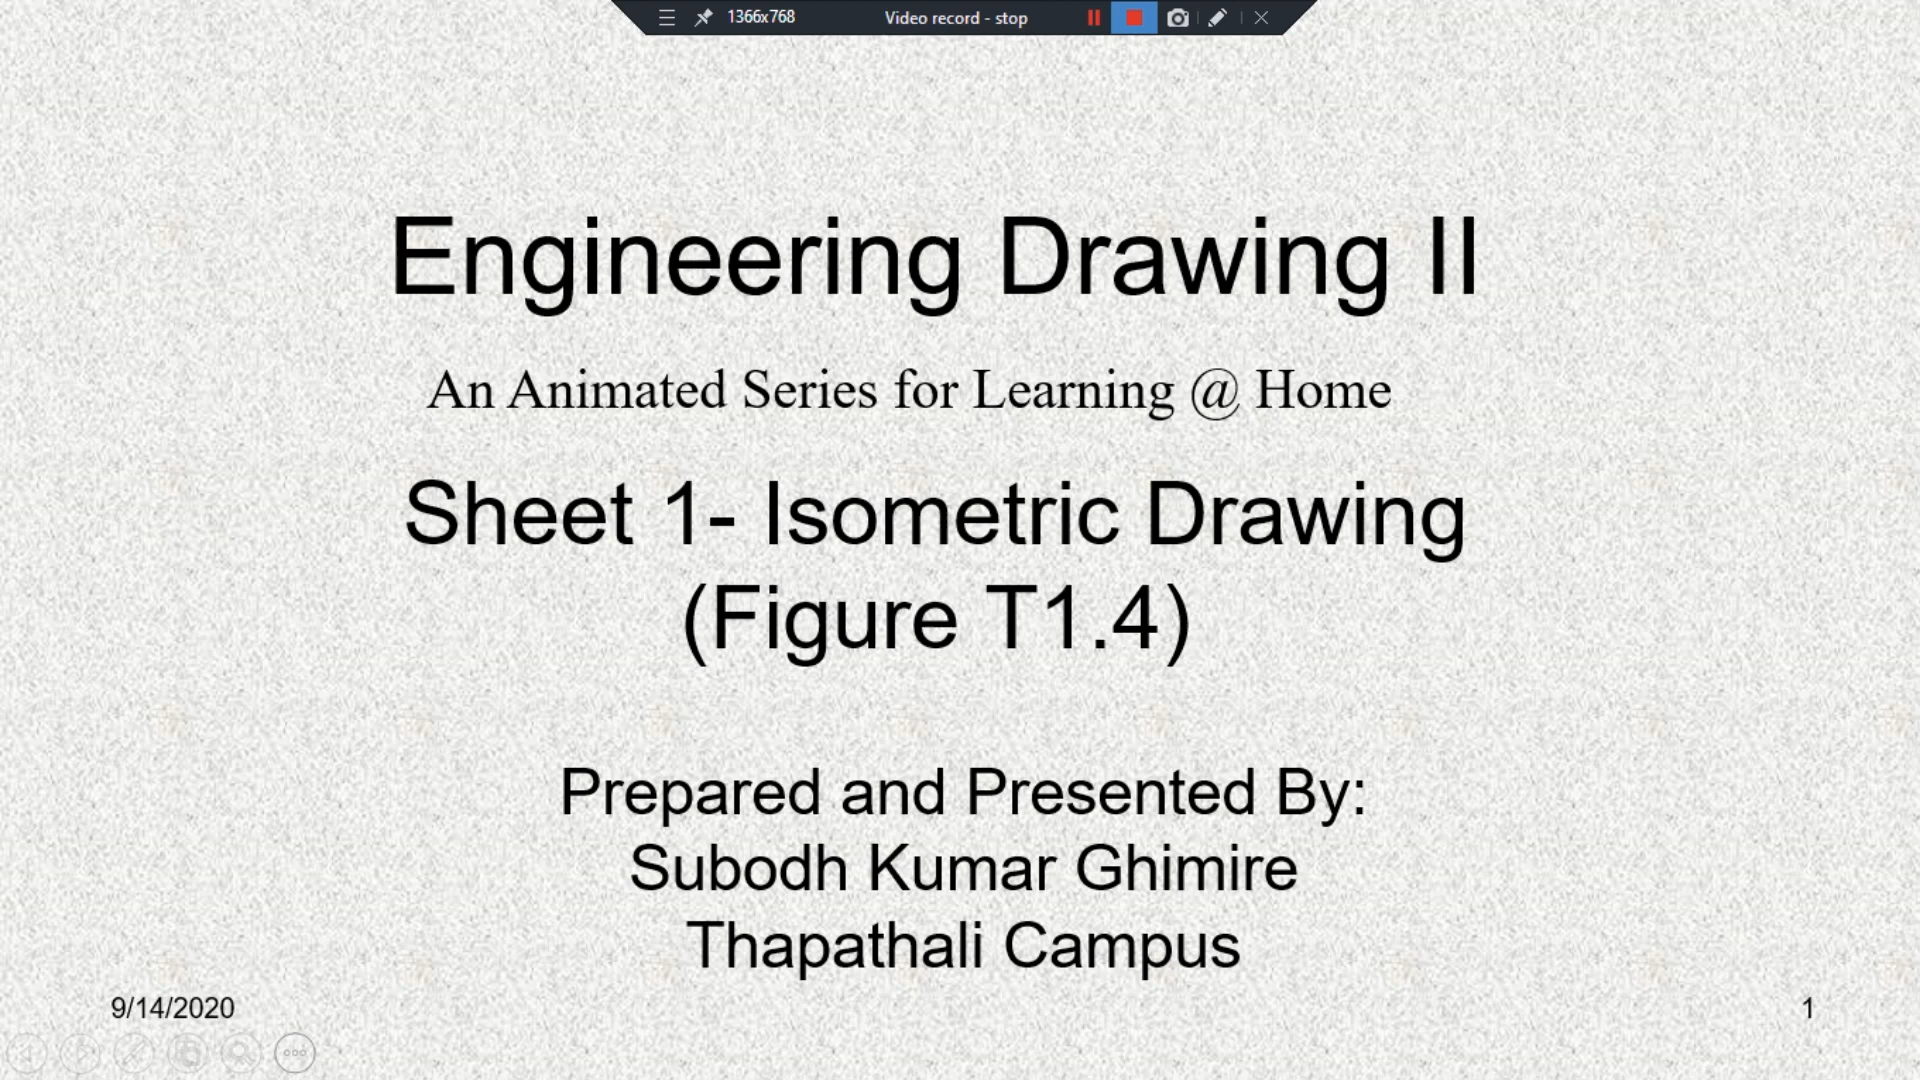 1366x768 Video record - stop
Engineering Drawing II
An Animated Series for Learning @ Home
Sheet 1- Isometric Drawing
(Figure T1.4)
Prepared and Presented By:
Subodh Kumar Ghimire
Thapathali Campus
9/14/2020 1